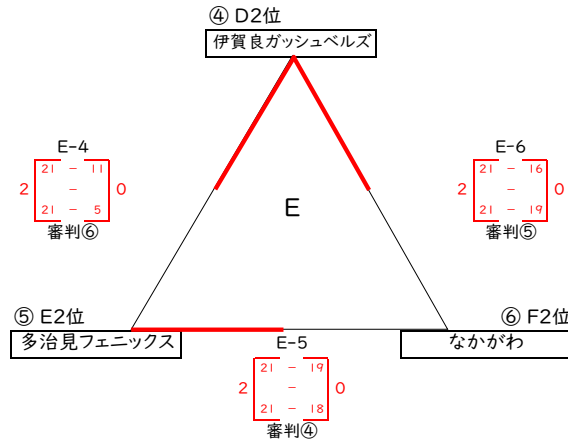 ④ D2位
伊賀良ガッシュベルズ
E-4
21 - 11
2 - 0
21 - 5
審判⑥
E-6
21 - 16
2 - 0
21 - 19
審判⑤
E
⑤ E2位
多治見フェニックス
⑥ F2位
なかがわ
E-5
21 - 19
2 - 0
21 - 18
審判④